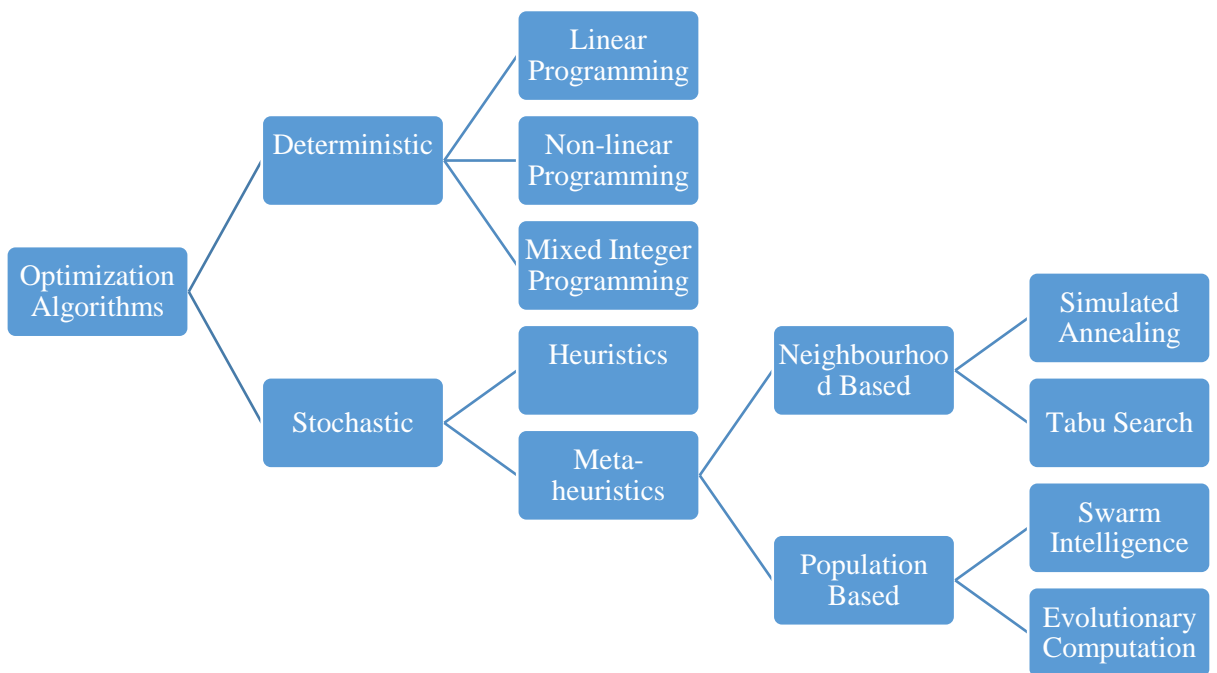 Linear
Programming
Deterministic
Non-linear
Programming
Mixed Integer
Programming
Optimization
Algorithms
Heuristics
Stochastic
Meta-
heuristics
Neighbourhoo
d Based
Simulated
Annealing
Tabu Search
Population
Based
Swarm
Intelligence
Evolutionary
Computation